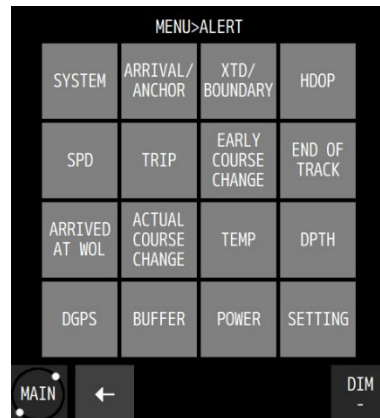 MENU>ALERT
SYSTEM
ARRIVAL/
ANCHOR
XTD/
BOUNDARY
HDOP
SPD
TRIP
EARLY
COURSE
CHANGE
END OF
TRACK
ARRIVED
AT WOL
ACTUAL
COURSE
CHANGE
TEMP
DPTH
DGPS
BUFFER
POWER
SETTING
MAIN
←
DIM
-